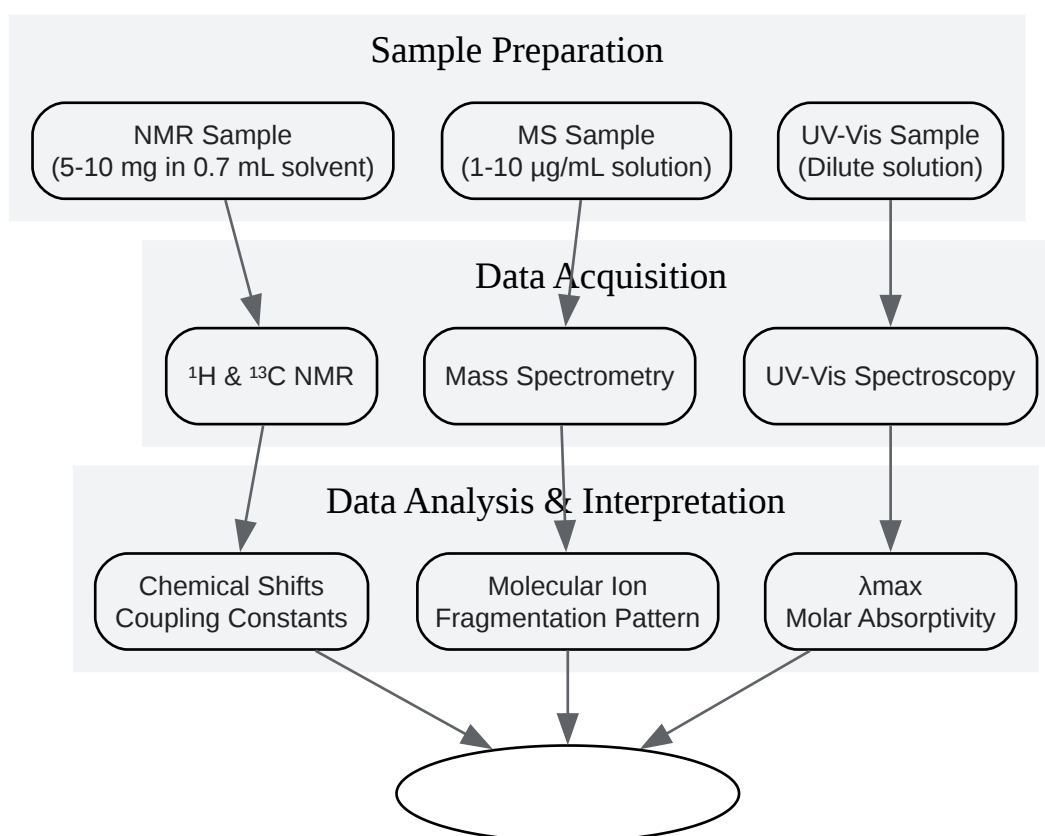 Sample Preparation
NMR Sample
(5-10 mg in 0.7 mL solvent)
MS Sample
(1-10 µg/mL solution)
UV-Vis Sample
(Dilute solution)
Data Acquisition
¹H & ¹³C NMR
Mass Spectrometry
UV-Vis Spectroscopy
Data Analysis & Interpretation
Chemical Shifts
Coupling Constants
Molecular Ion
Fragmentation Pattern
λmax
Molar Absorptivity